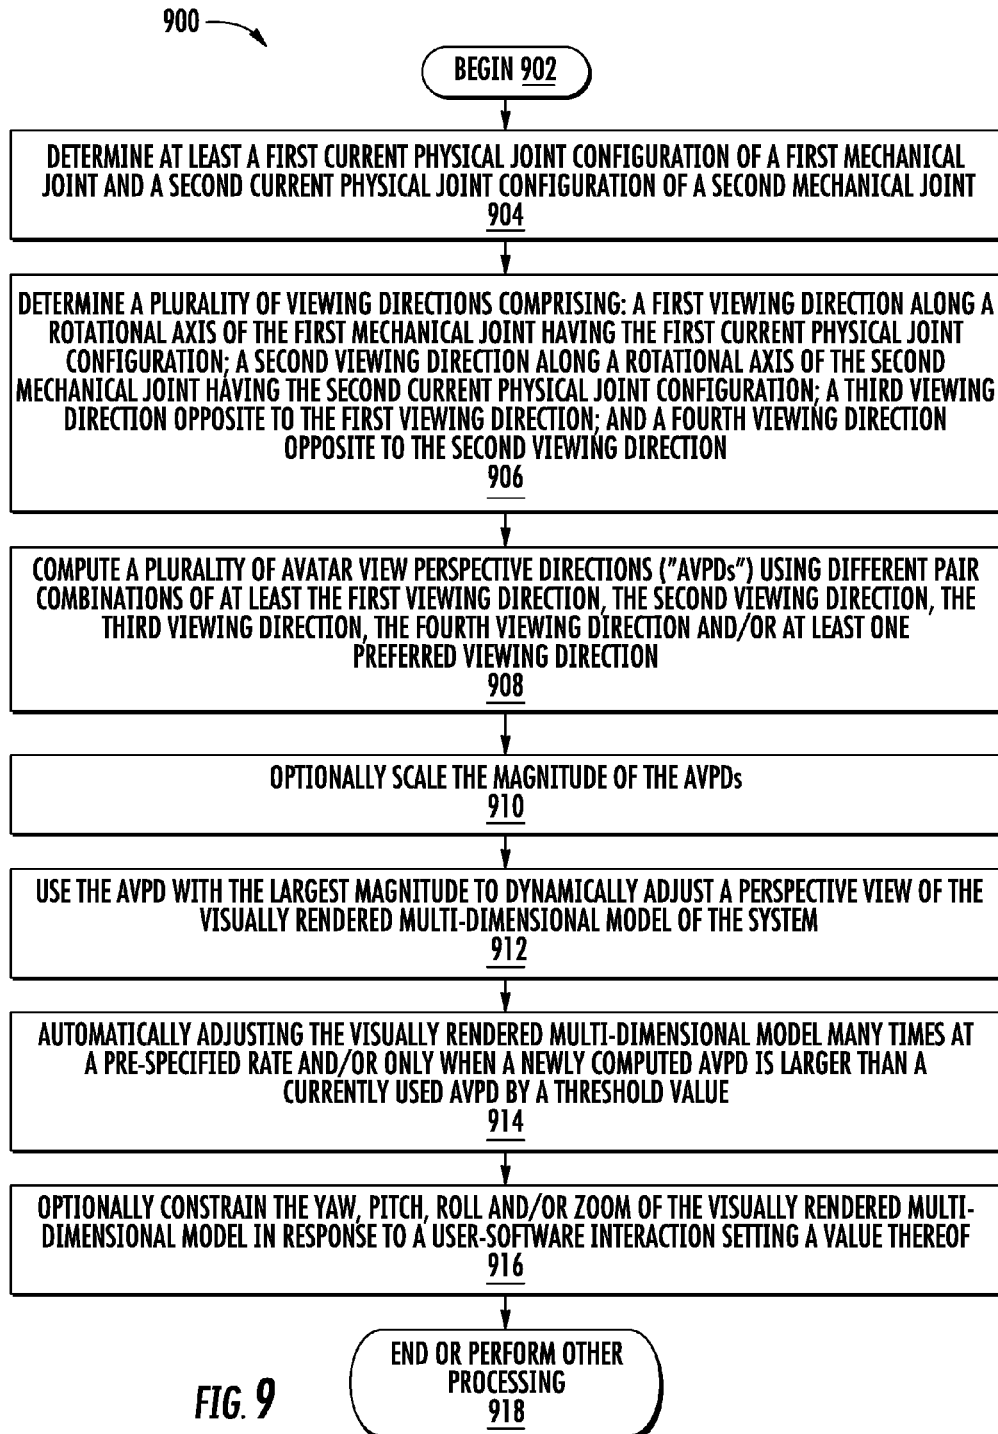 900
BEGIN 902
DETERMINE AT LEAST A FIRST CURRENT PHYSICAL JOINT CONFIGURATION OF A FIRST MECHANICAL
JOINT AND A SECOND CURRENT PHYSICAL JOINT CONFIGURATION OF A SECOND MECHANICAL JOINT
904
DETERMINE A PLURALITY OF VIEWING DIRECTIONS COMPRISING: A FIRST VIEWING DIRECTION ALONG A
ROTATIONAL AXIS OF THE FIRST MECHANICAL JOINT HAVING THE FIRST CURRENT PHYSICAL JOINT
CONFIGURATION; A SECOND VIEWING DIRECTION ALONG A ROTATIONAL AXIS OF THE SECOND
MECHANICAL JOINT HAVING THE SECOND CURRENT PHYSICAL JOINT CONFIGURATION; A THIRD VIEWING
DIRECTION OPPOSITE TO THE FIRST VIEWING DIRECTION; AND A FOURTH VIEWING DIRECTION
OPPOSITE TO THE SECOND VIEWING DIRECTION
906
COMPUTE A PLURALITY OF AVATAR VIEW PERSPECTIVE DIRECTIONS ("AVPDs") USING DIFFERENT PAIR
COMBINATIONS OF AT LEAST THE FIRST VIEWING DIRECTION, THE SECOND VIEWING DIRECTION, THE
THIRD VIEWING DIRECTION, THE FOURTH VIEWING DIRECTION AND/OR AT LEAST ONE
PREFERRED VIEWING DIRECTION
908
OPTIONALLY SCALE THE MAGNITUDE OF THE AVPDs
910
USE THE AVPD WITH THE LARGEST MAGNITUDE TO DYNAMICALLY ADJUST A PERSPECTIVE VIEW OF THE
VISUALLY RENDERED MULTI-DIMENSIONAL MODEL OF THE SYSTEM
912
AUTOMATICALLY ADJUSTING THE VISUALLY RENDERED MULTI-DIMENSIONAL MODEL MANY TIMES AT
A PRE-SPECIFIED RATE AND/OR ONLY WHEN A NEWLY COMPUTED AVPD IS LARGER THAN A
CURRENTLY USED AVPD BY A THRESHOLD VALUE
914
OPTIONALLY CONSTRAIN THE YAW, PITCH, ROLL AND/OR ZOOM OF THE VISUALLY RENDERED MULTI-
DIMENSIONAL MODEL IN RESPONSE TO A USER-SOFTWARE INTERACTION SETTING A VALUE THEREOF
916
END OR PERFORM OTHER
PROCESSING
918
FIG. 9